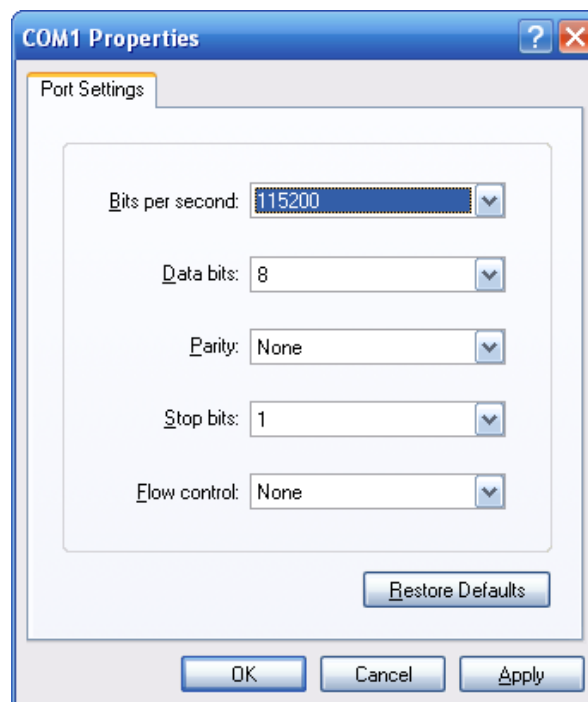 COM1 Properties
Port Settings
Bits per second: 115200
Data bits: 8
Parity: None
Stop bits: 1
Flow control: None
Restore Defaults
OK Cancel Apply